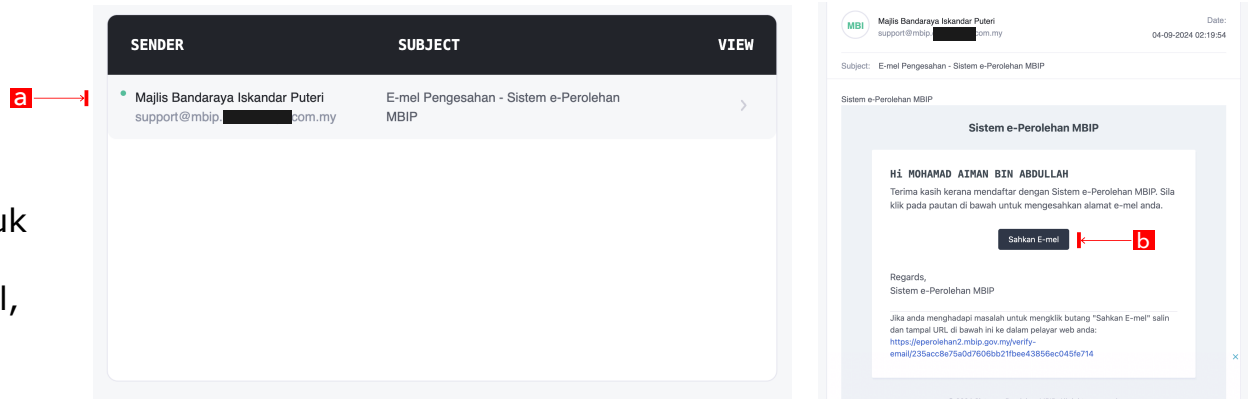 uk
l,
a
SENDER SUBJECT VIEW
Majlis Bandaraya Iskandar Puteri
support@mbip. com.my
E-mel Pengesahan - Sistem e-Perolehan
MBIP
MBI
Majlis Bandaraya Iskandar Puteri
support@mbip. com.my
Date:
04-09-2024 02:19:54
Subject: E-mel Pengesahan - Sistem e-Perolehan MBIP
Sistem e-Perolehan MBIP
Sistem e-Perolehan MBIP
Hi MOHAMAD AIMAN BIN ABDULLAH
Terima kasih kerana mendaftar dengan Sistem e-Perolehan MBIP. Sila
klik pada pautan di bawah untuk mengesahkan alamat e-mel anda.
Sahkan E-mel
b
Regards,
Sistem e-Perolehan MBIP
Jika anda menghadapi masalah untuk mengklik butang "Sahkan E-mel" salin
dan tampal URL di bawah ini ke dalam pelayar web anda:
https://eperolehan2.mbip.gov.my/verify-
email/235acc8e75a0d7606bb21fbee43856ec045fe714